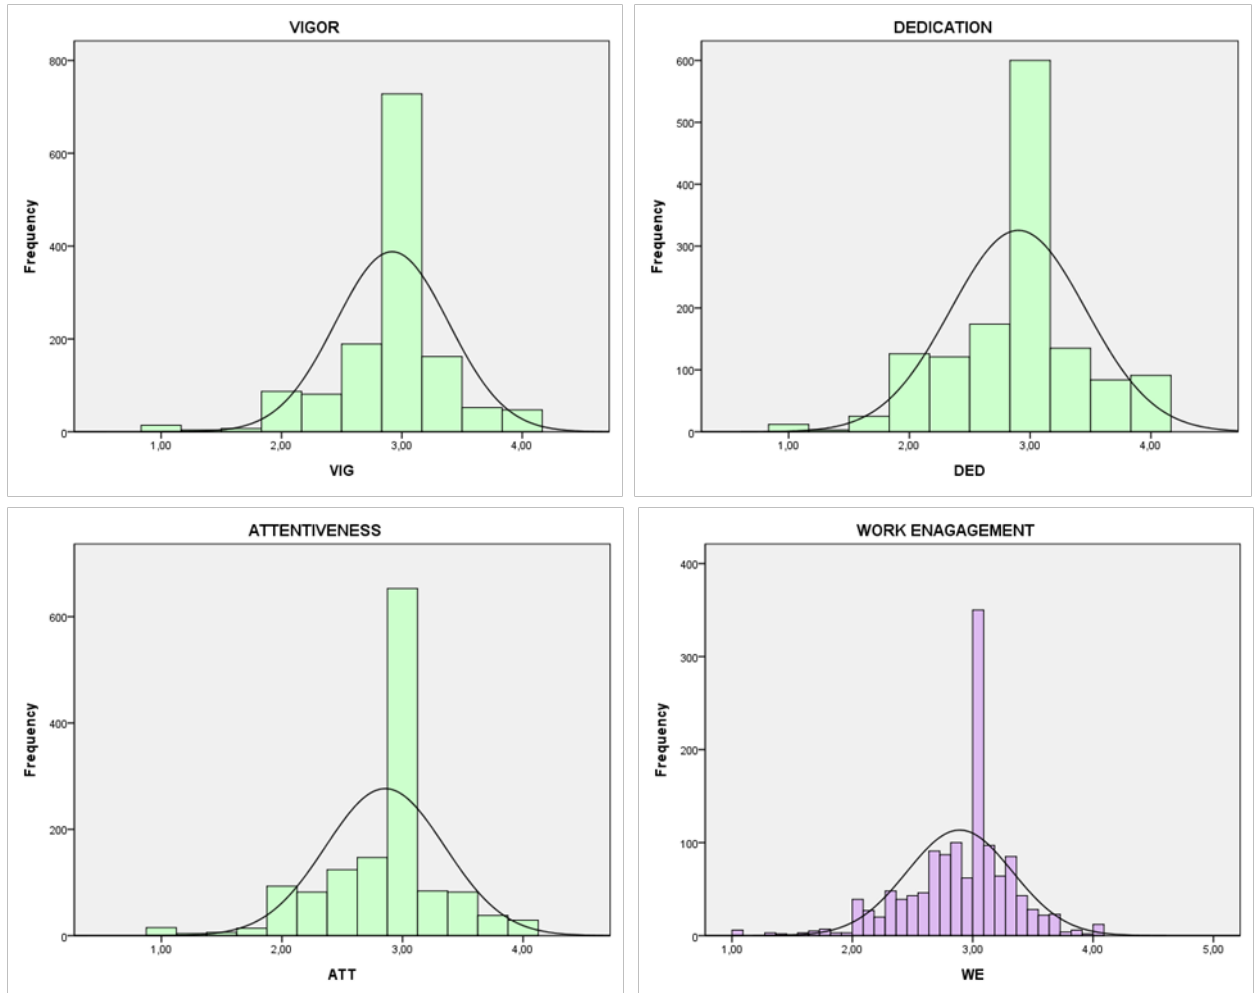 VIGOR
Frequency
800
600
400
200
0
1,00 2,00 3,00 4,00
VIG
DEDICATION
Frequency
600
500
400
300
200
100
0
1,00 2,00 3,00 4,00
DED
ATTENTIVENESS
Frequency
600
400
200
0
1,00 2,00 3,00 4,00
ATT
WORK ENAGAGEMENT
Frequency
400
300
200
100
0
1,00 2,00 3,00 4,00 5,00
WE